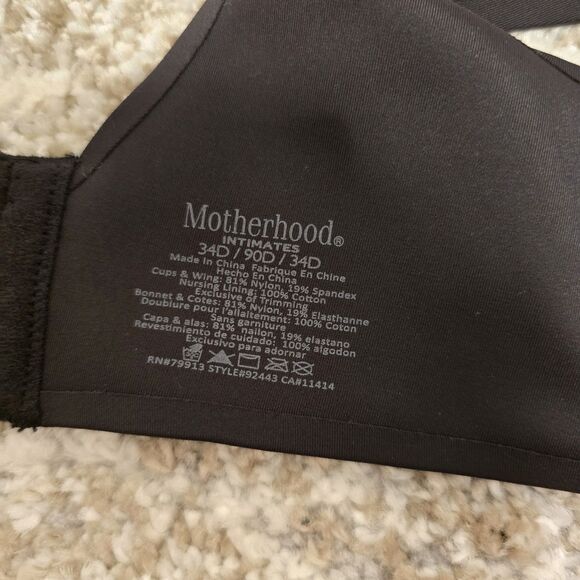 Motherhood®
INTIMATES
34D / 90D / 34D
Made In China Fabrique En Chine
Hecho En China
Cups & Wing: 81% Nylon, 19% Spandex
Nursing Lining: 100% Cotton
Exclusive of Trimming
Bonnet & Cotes: 81% Nylon, 19% Elasthanne
Doublure pour l'allaitement: 100% Coton
Sans garniture
Capa & alas: 81% nailon, 19% elastano
Revestimiento de cuidado: 100% algodon
Exclusivo para adornar
RN#79913 STYLE#92443 CA#11414